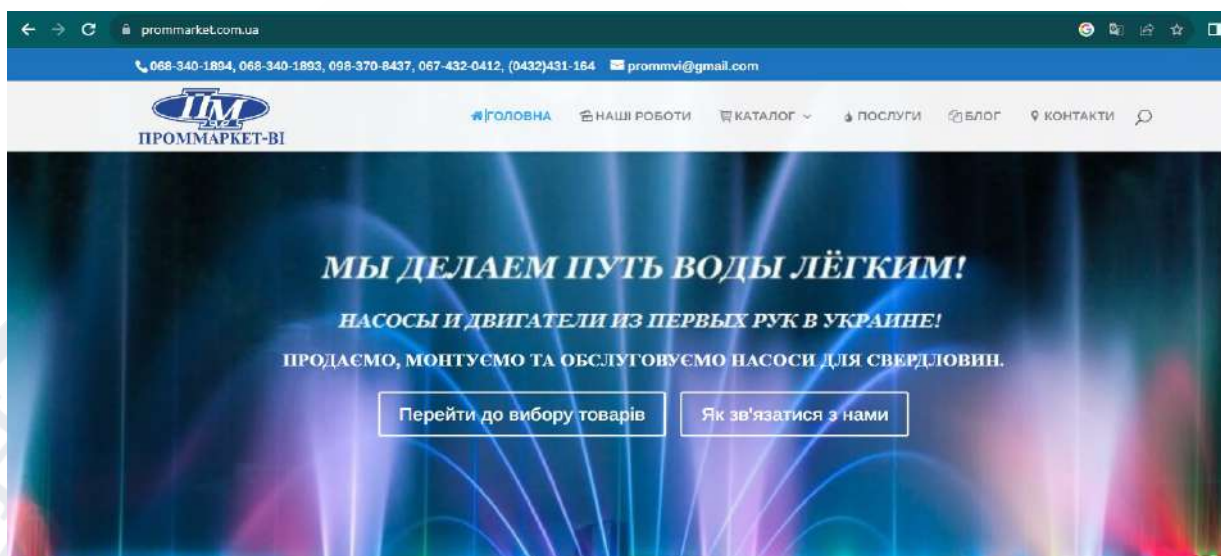 prommarket.com.ua
068-340-1894, 068-340-1893, 098-370-8437, 067-432-0412, (0432)431-164 prommvi@gmail.com
ПМ
ПРОММАРКЕТ-ВІ
ГОЛОВНА НАШІ РОБОТИ КАТАЛОГ ПОСЛУГИ БЛОГ КОНТАКТИ
МЫ ДЕЛАЕМ ПУТЬ ВОДЫ ЛЁГКИМ!
НАСОСЫ И ДВИГАТЕЛИ ИЗ ПЕРВЫХ РУК В УКРАИНЕ!
ПРОДАЄМО, МОНТУЄМО ТА ОБСЛУГОВУЄМО НАСОСИ ДЛЯ СВЕРДЛОВИН.
Перейти до вибору товарів Як зв'язатися з нами